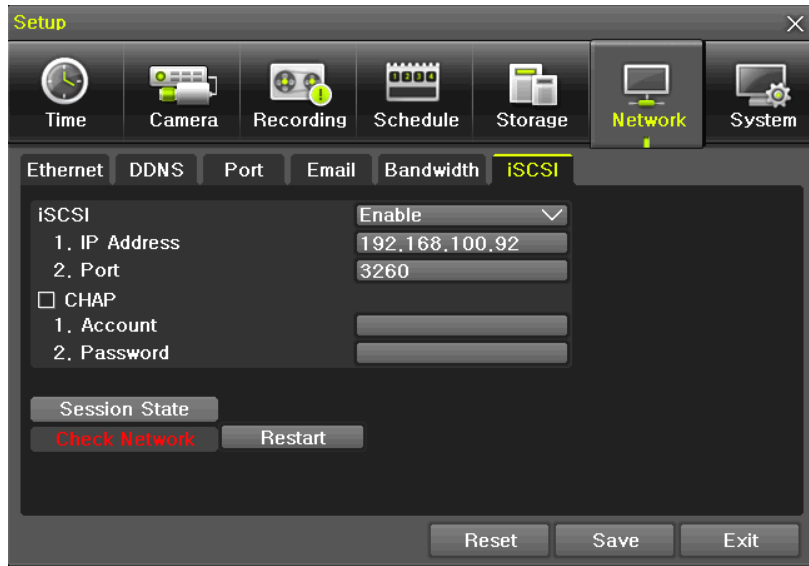 Setup
Time Camera Recording Schedule Storage Network System
Ethernet DDNS Port Email Bandwidth iSCSI
iSCSI Enable
1. IP Address 192.168.100.92
2. Port 3260
CHAP
1. Account
2. Password
Session State
Check Network Restart
Reset Save Exit